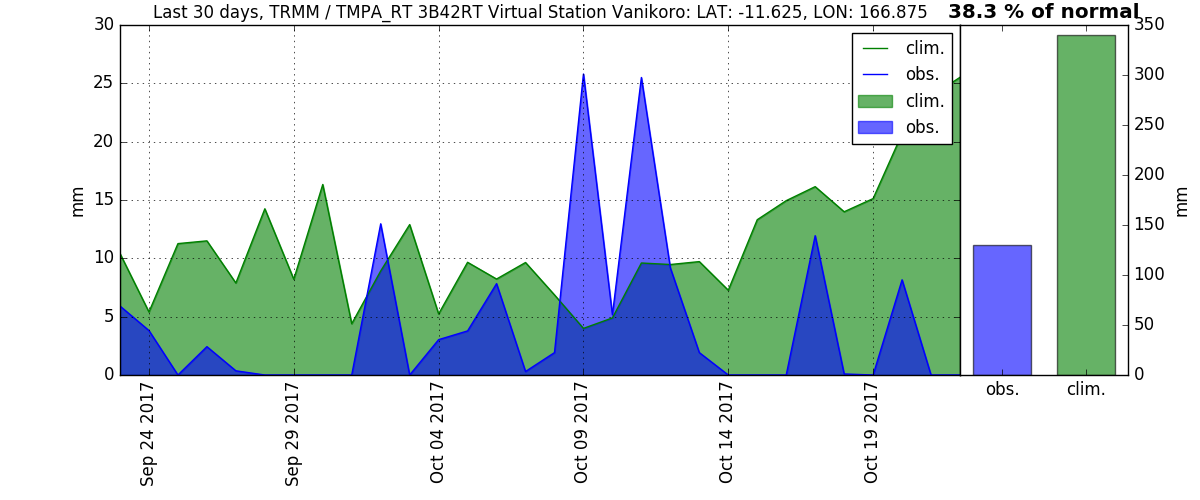 Last 30 days, TRMM / TMPA_RT 3B42RT Virtual Station Vanikoro: LAT: -11.625, LON: 166.875
38.3 % of normal
30
25
20
15
10
5
0
mm
clim.
obs.
clim.
obs.
350
300
250
200
150
100
50
0
mm
Sep 24 2017
Sep 29 2017
Oct 04 2017
Oct 09 2017
Oct 14 2017
Oct 19 2017
obs.
clim.